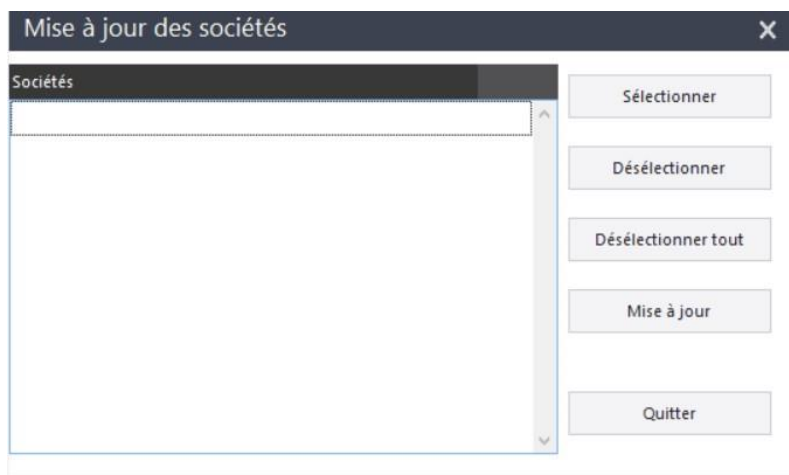 Mise à jour des sociétés
Sociétés
Sélectionner
Désélectionner
Désélectionner tout
Mise à jour
Quitter